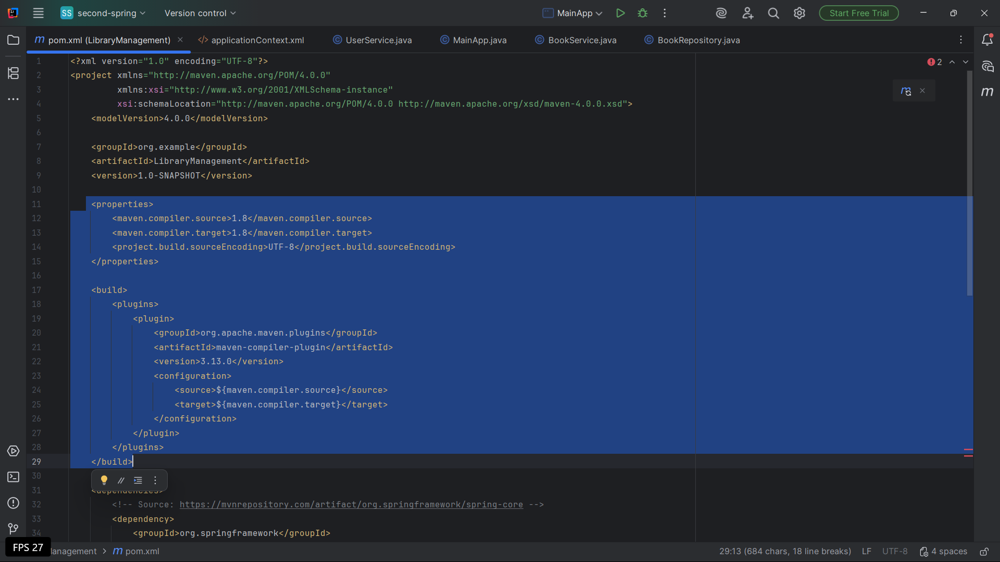 SS second-spring Version control MainApp Start Free Trial
pom.xml (LibraryManagement) applicationContext.xml UserService.java MainApp.java BookService.java BookRepository.java
1 <?xml version="1.0" encoding="UTF-8"?>
2 <project xmlns="http://maven.apache.org/POM/4.0.0"
3 xmlns:xsi="http://www.w3.org/2001/XMLSchema-instance"
4 xsi:schemaLocation="http://maven.apache.org/POM/4.0.0 http://maven.apache.org/xsd/maven-4.0.0.xsd">
5 <modelVersion>4.0.0</modelVersion>
6
7 <groupId>org.example</groupId>
8 <artifactId>LibraryManagement</artifactId>
9 <version>1.0-SNAPSHOT</version>
10
11 <properties>
12 <maven.compiler.source>1.8</maven.compiler.source>
13 <maven.compiler.target>1.8</maven.compiler.target>
14 <project.build.sourceEncoding>UTF-8</project.build.sourceEncoding>
15 </properties>
16
17 <build>
18 <plugins>
19 <plugin>
20 <groupId>org.apache.maven.plugins</groupId>
21 <artifactId>maven-compiler-plugin</artifactId>
22 <version>3.13.0</version>
23 <configuration>
24 <source>${maven.compiler.source}</source>
25 <target>${maven.compiler.target}</target>
26 </configuration>
27 </plugin>
28 </plugins>
29 </build>
30
31 <dependencies>
32 <!-- Source: https://mvnrepository.com/artifact/org.springframework/spring-core -->
33 <dependency>
34 <groupId>org.springframework</groupId>
2
FPS 27
anagement > pom.xml 29:13 (684 chars, 18 line breaks) LF UTF-8 4 spaces